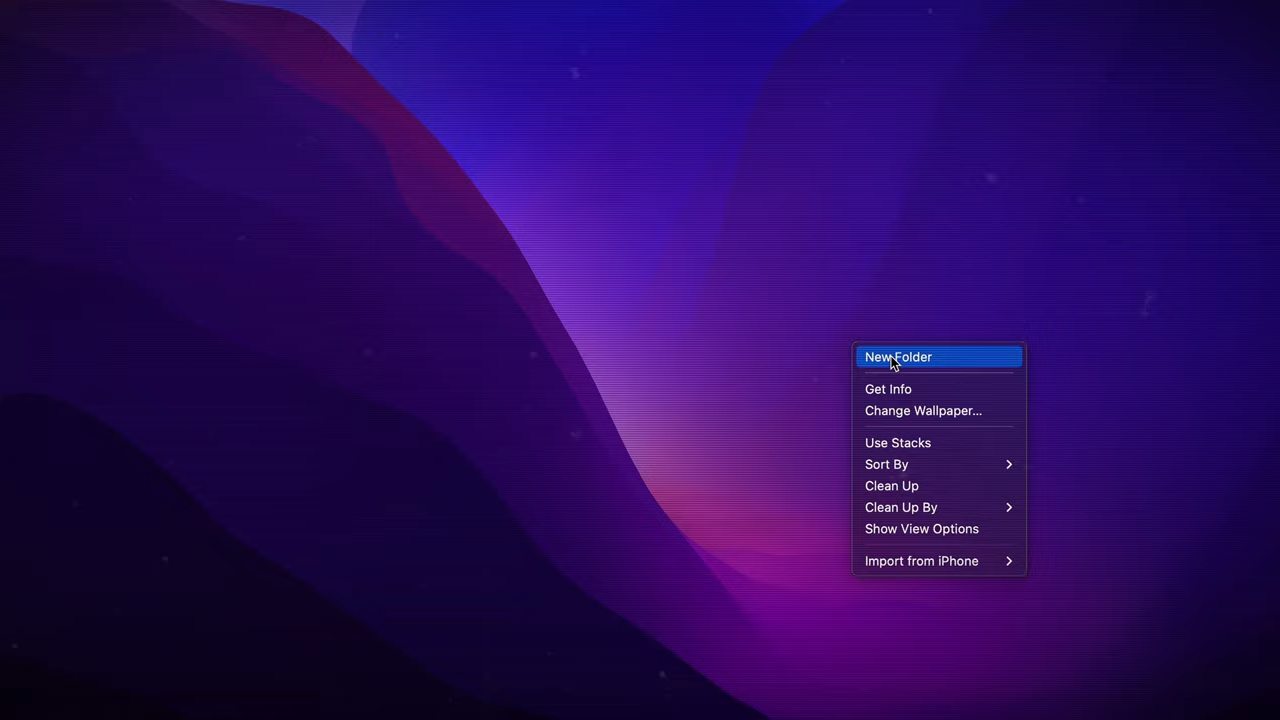 New Folder
Get Info
Change Wallpaper...
Use Stacks
Sort By
Clean Up
Clean Up By
Show View Options
Import from iPhone